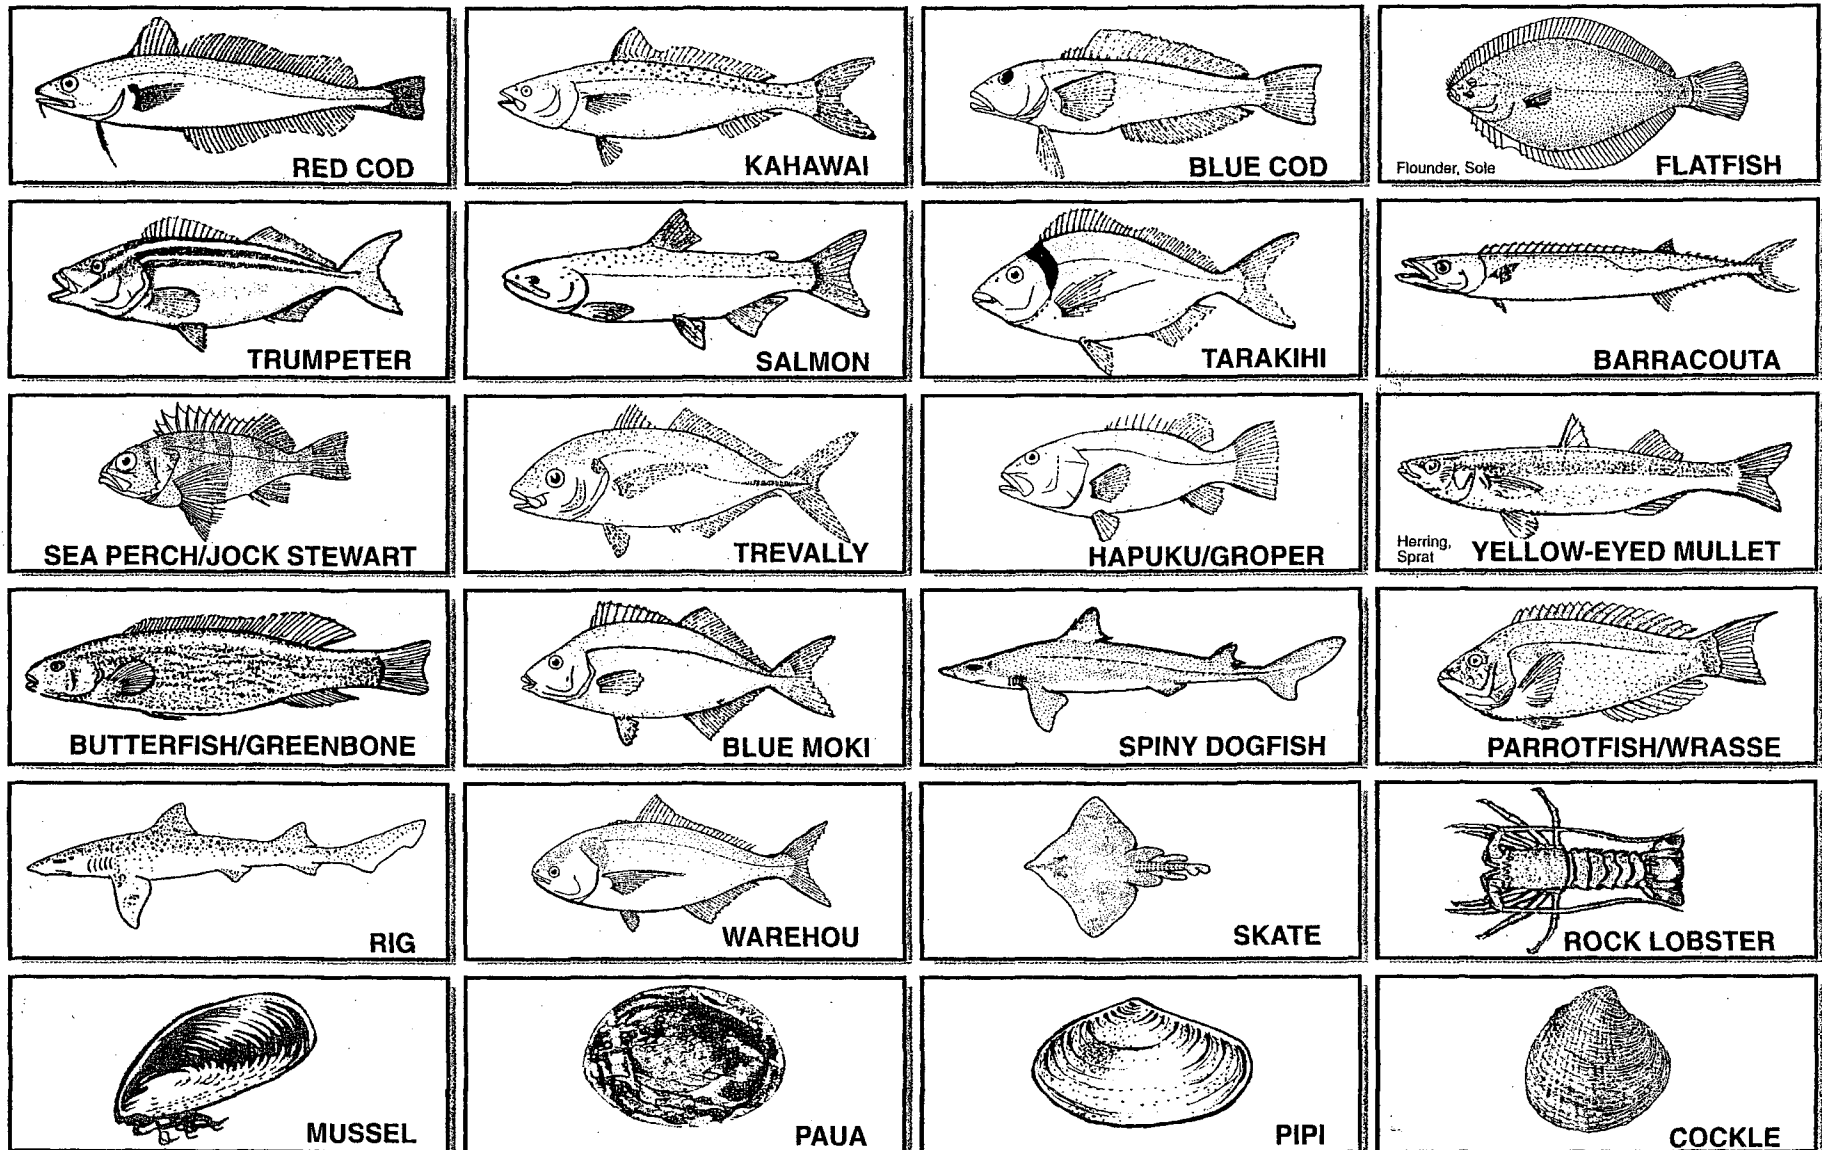 RED COD
KAHAWAI
BLUE COD
Flounder, Sole
FLATFISH
TRUMPETER
SALMON
TARAKIHI
BARRACOUTA
SEA PERCH/JOCK STEWART
TREVALLY
HAPUKU/GROPER
Herring,
Sprat
YELLOW-EYED MULLET
BUTTERFISH/GREENBONE
BLUE MOKI
SPINY DOGFISH
PARROTFISH/WRASSE
RIG
WAREHOU
SKATE
ROCK LOBSTER
MUSSEL
PAUA
PIPI
COCKLE